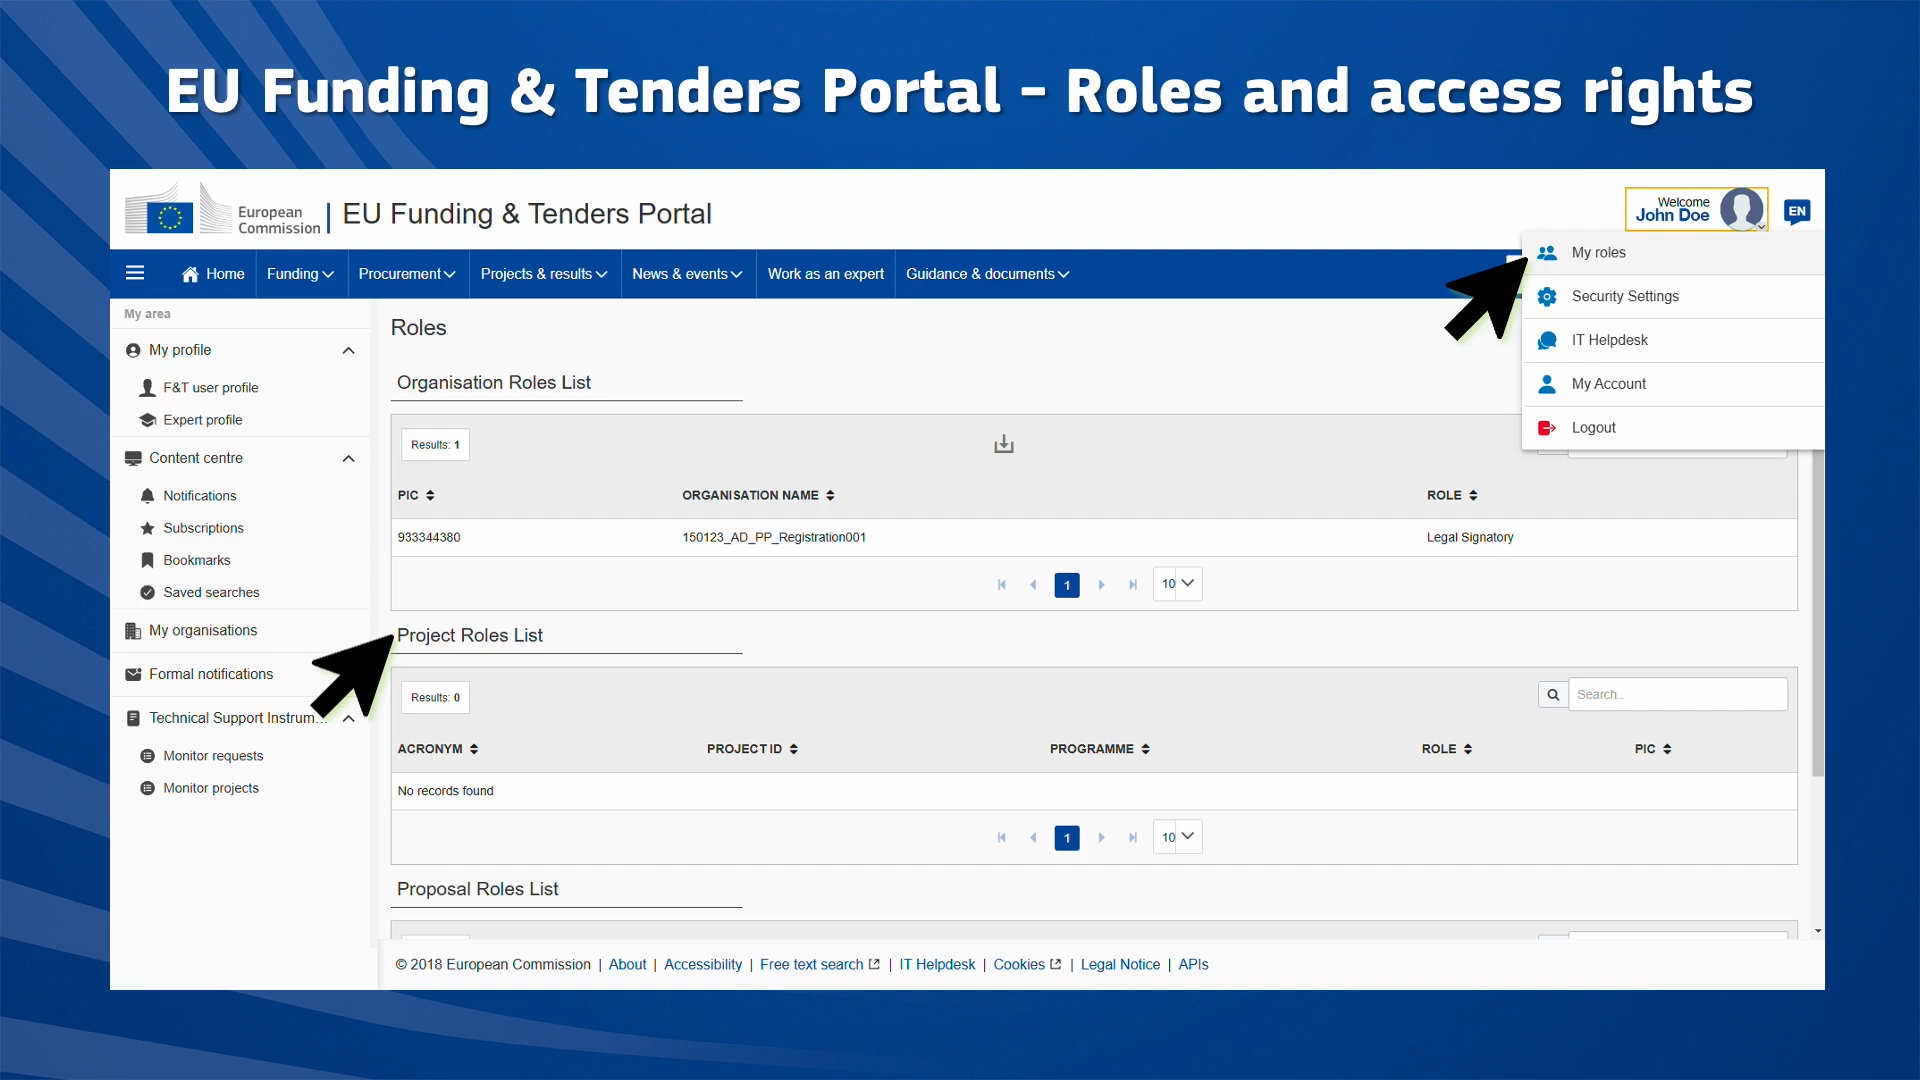 EU Funding & Tenders Portal – Roles and access rights
European
Commission
EU Funding & Tenders Portal
Welcome
John Doe
EN
Home
Funding
Procurement
Projects & results
News & events
Work as an expert
Guidance & documents
My roles
Security Settings
IT Helpdesk
My Account
Logout
My area
My profile
F&T user profile
Expert profile
Content centre
Notifications
Subscriptions
Bookmarks
Saved searches
My organisations
Formal notifications
Technical Support Instrum...
Monitor requests
Monitor projects
Roles
Organisation Roles List
Results: 1
PIC ORGANISATION NAME ROLE
933344380 150123_AD_PP_Registration001 Legal Signatory
1 10
Project Roles List
Results: 0
Search..
ACRONYM PROJECT ID PROGRAMME ROLE PIC
No records found
1 10
Proposal Roles List
© 2018 European Commission | About | Accessibility | Free text search | IT Helpdesk | Cookies | Legal Notice | APIs